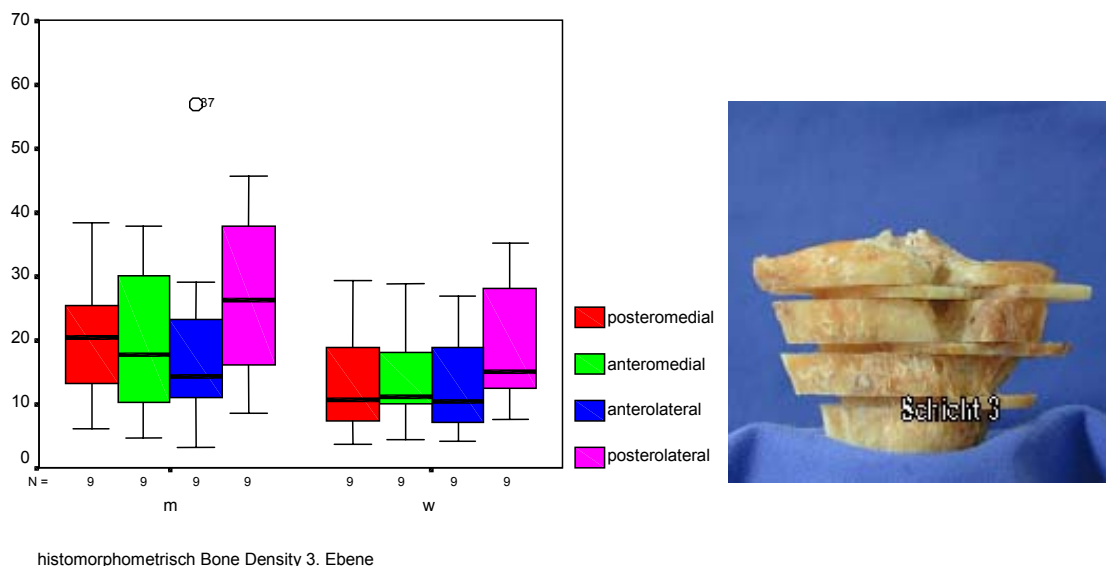 70
60
50
40
30
20
10
0
37
N = 9 9 9 9 9 9 9 9
m w
posteromedial
anteromedial
anterolateral
posterolateral
Schicht 3
histomorphometrisch Bone Density 3. Ebene